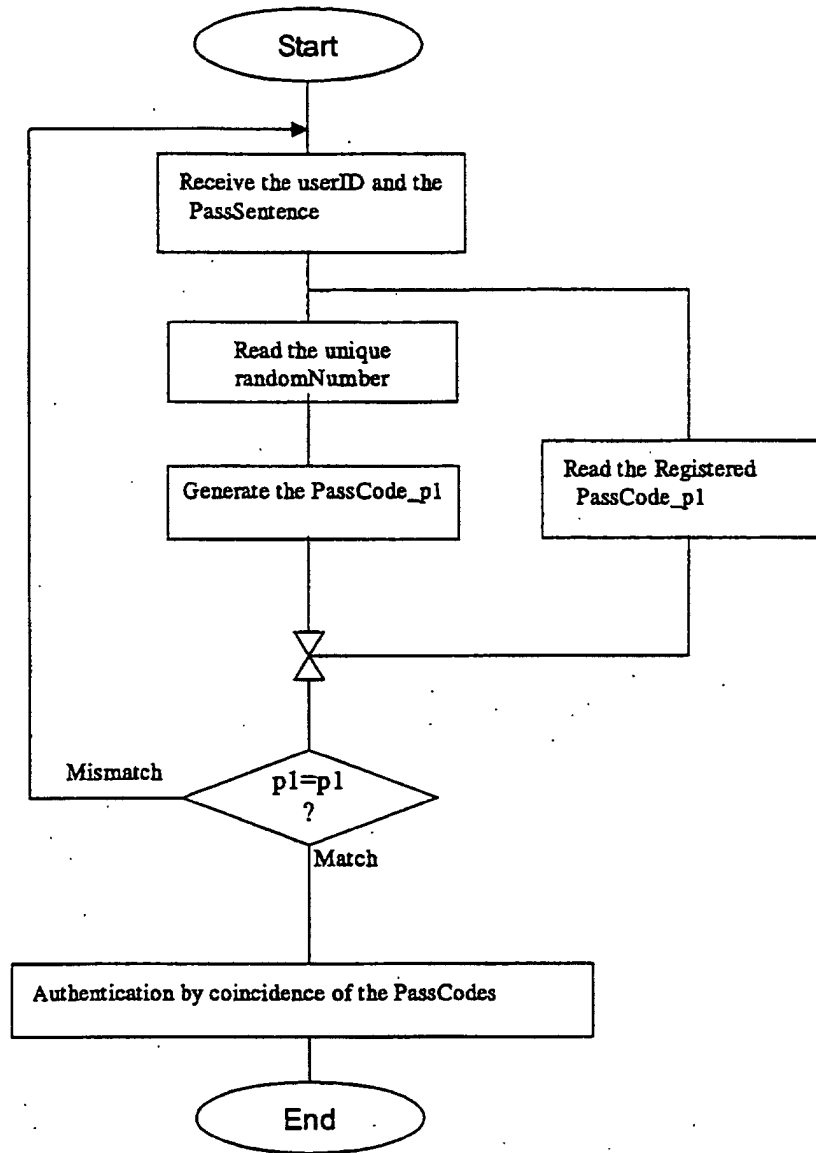 Start
Receive the userID and the
PassSentence
Read the unique
randomNumber
Generate the PassCode_p1
Read the Registered
PassCode_p1
Mismatch
p1=p1
?
Match
Authentication by coincidence of the PassCodes
End